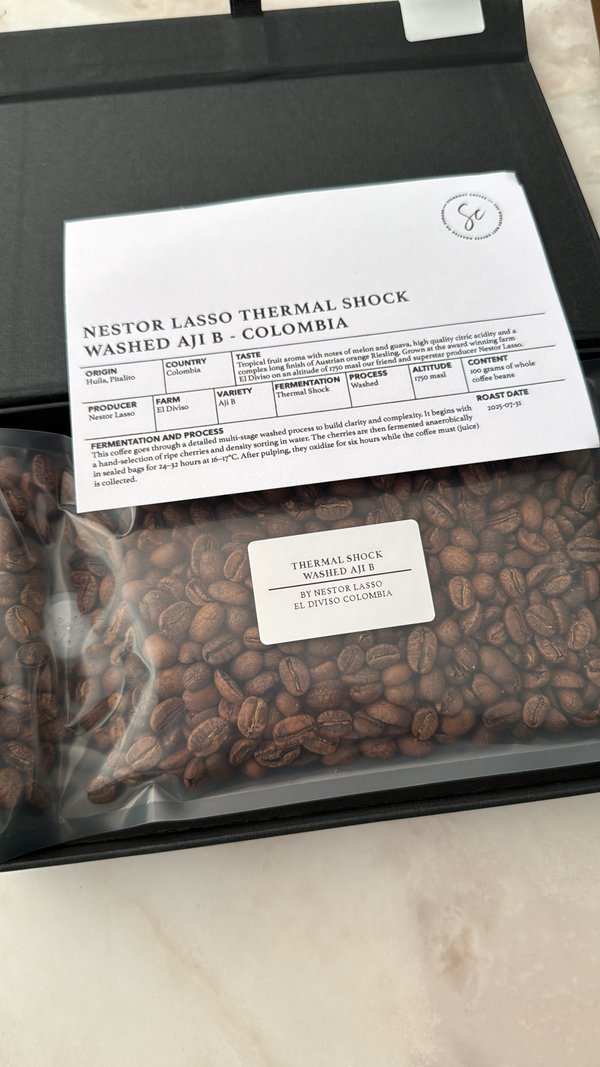 Sc
NESTOR LASSO THERMAL SHOCK
WASHED AJI B - COLOMBIA
ORIGIN
Huila, Pitalito
COUNTRY
Colombia
TASTE
Tropical fruit aroma with notes of melon and guava, high quality citric acidity and a
complex long finish of Austrian orange Riesling. Grown at the award winning farm
El Diviso on an altitude of 1750 masl our friend and superstar producer Nestor Lasso.
PRODUCER
Nestor Lasso
FARM
El Diviso
VARIETY
Aji B
FERMENTATION
Thermal Shock
PROCESS
Washed
ALTITUDE
1750 masl
CONTENT
100 grams of whole
coffee beans
FERMENTATION AND PROCESS
This coffee goes through a detailed multi-stage washed process to build clarity and complexity. It begins with
a hand-selection of ripe cherries and density sorting in water. The cherries are then fermented anaerobically
in sealed bags for 24–32 hours at 16–17°C. After pulping, they oxidize for six hours while the coffee must (juice)
is collected.
ROAST DATE
2025-07-31
THERMAL SHOCK
WASHED AJI B
BY NESTOR LASSO
EL DIVISO COLOMBIA